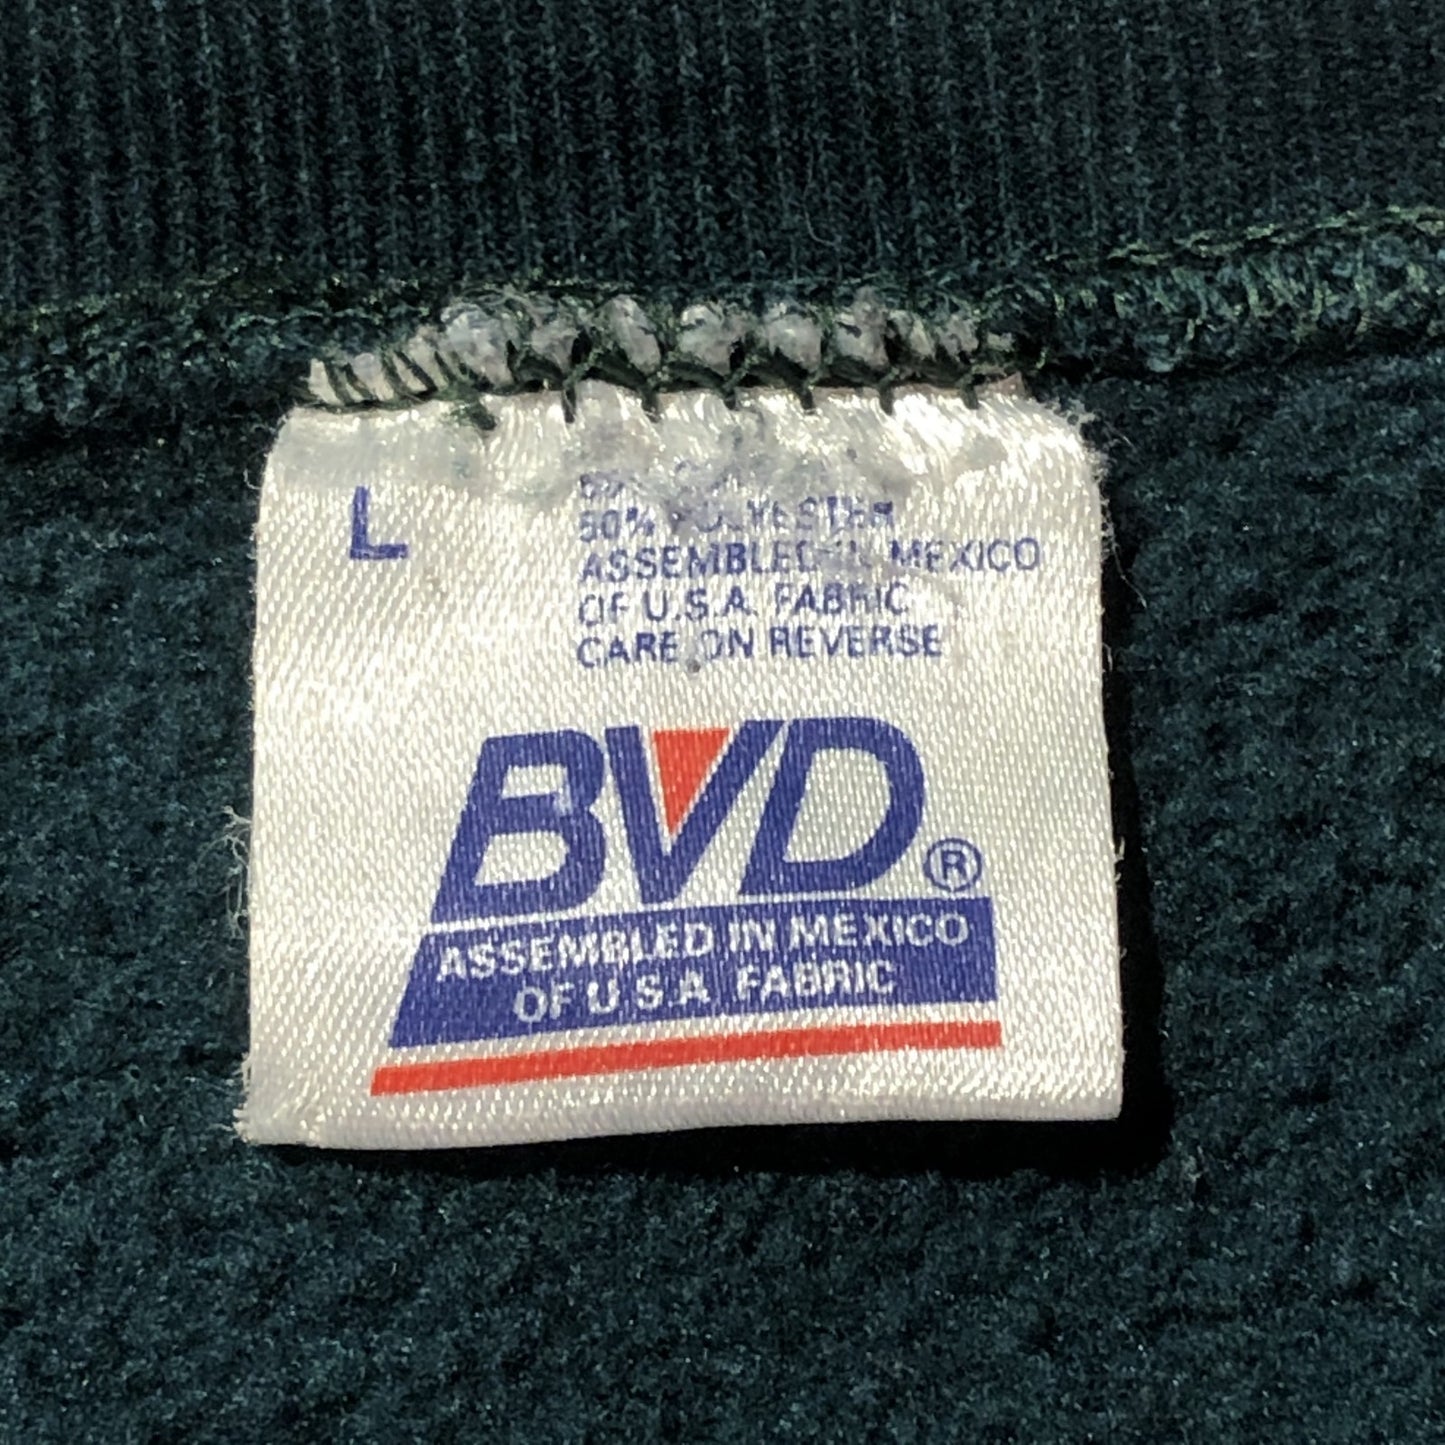 L
50% POLYESTER
ASSEMBLED IN MEXICO
OF U.S.A. FABRIC
CARE ON REVERSE
BVD®
ASSEMBLED IN MEXICO
OF U.S.A. FABRIC